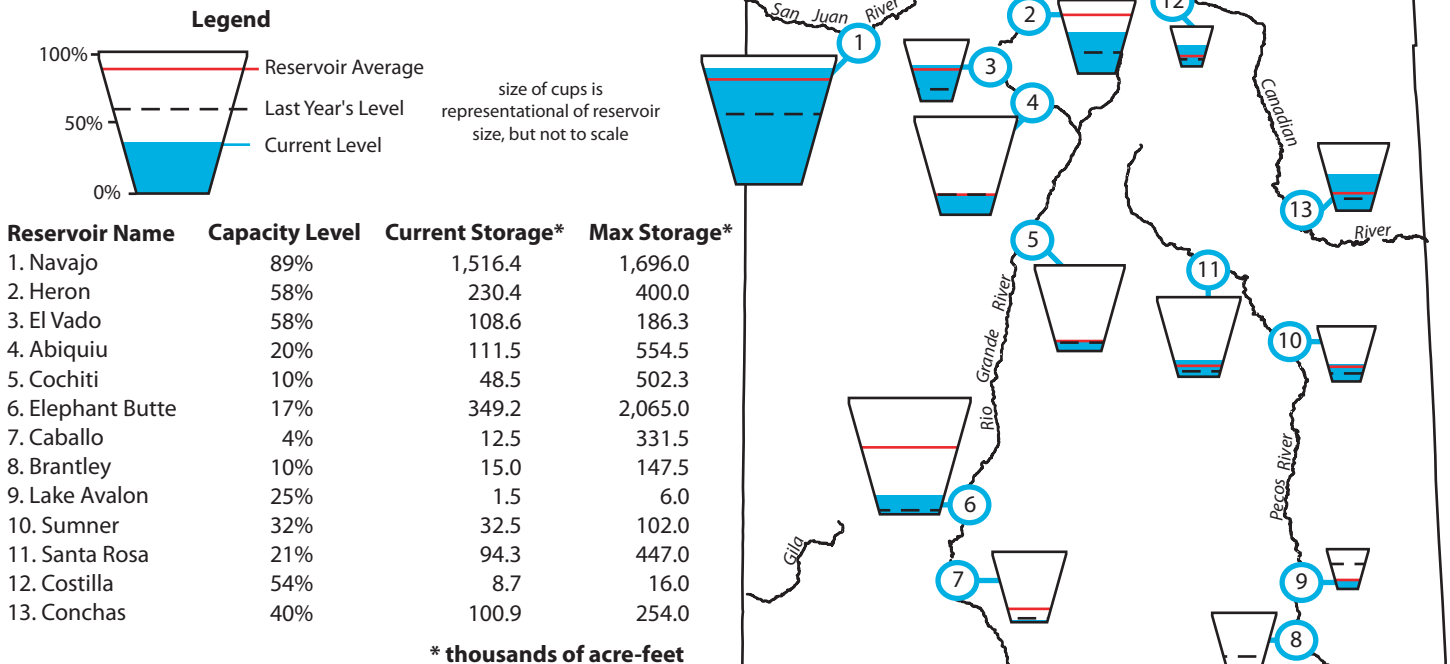 Legend
100%
50%
0%
Reservoir Average
Last Year's Level
Current Level
size of cups is
representational of reservoir
size, but not to scale
Reservoir Name Capacity Level Current Storage* Max Storage*
1. Navajo 89% 1,516.4 1,696.0
2. Heron 58% 230.4 400.0
3. El Vado 58% 108.6 186.3
4. Abiquiu 20% 111.5 554.5
5. Cochiti 10% 48.5 502.3
6. Elephant Butte 17% 349.2 2,065.0
7. Caballo 4% 12.5 331.5
8. Brantley 10% 15.0 147.5
9. Lake Avalon 25% 1.5 6.0
10. Sumner 32% 32.5 102.0
11. Santa Rosa 21% 94.3 447.0
12. Costilla 54% 8.7 16.0
13. Conchas 40% 100.9 254.0
* thousands of acre-feet
San Juan River
1
2
12
3
4
Canadian
13
River
5
11
Rio Grande River
10
Pecos River
6
Gila
7
9
8